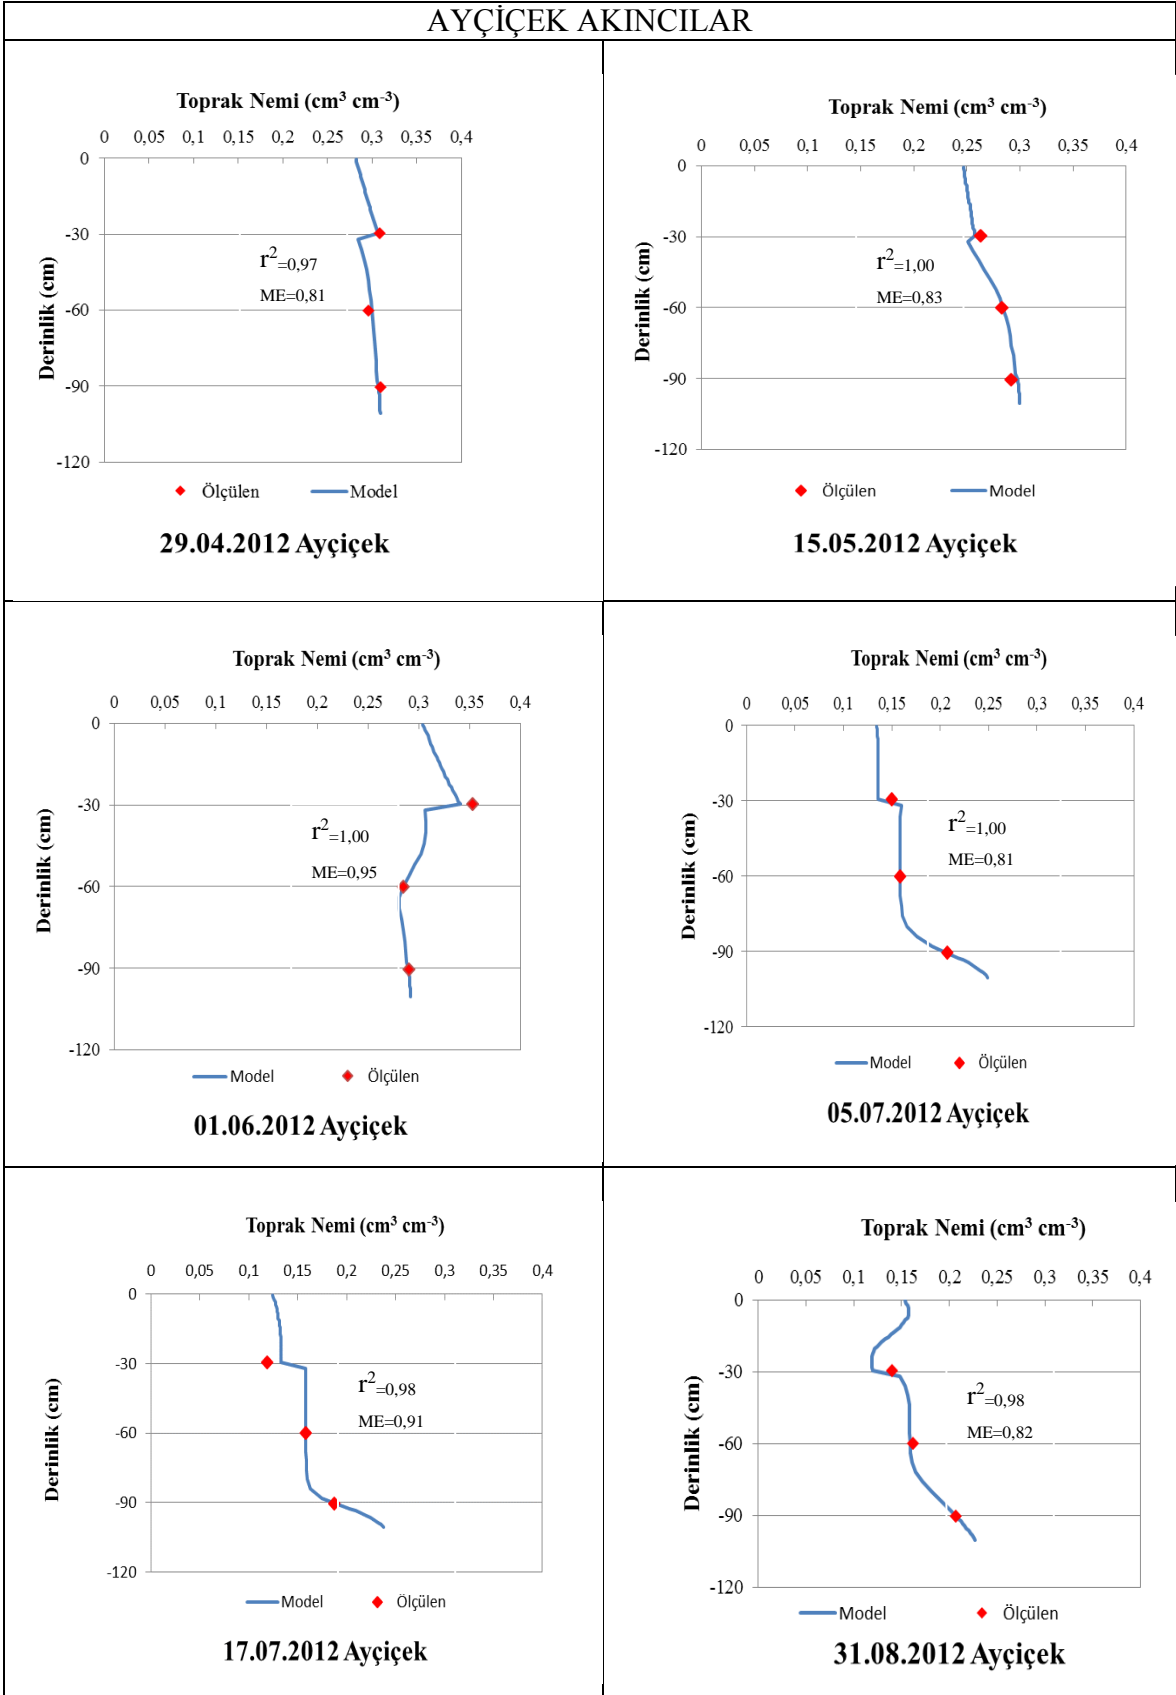 AYÇİÇEK AKINCILAR
Toprak Nemi (cm³ cm⁻³)
0 0,05 0,1 0,15 0,2 0,25 0,3 0,35 0,4
0
-30
-60
-90
-120
Derinlik (cm)
r²=0,97
ME=0,81
Ölçülen Model
29.04.2012 Ayçiçek
Toprak Nemi (cm³ cm⁻³)
0 0,05 0,1 0,15 0,2 0,25 0,3 0,35 0,4
0
-30
-60
-90
-120
Derinlik (cm)
r²=1,00
ME=0,83
Ölçülen Model
15.05.2012 Ayçiçek
Toprak Nemi (cm³ cm⁻³)
0 0,05 0,1 0,15 0,2 0,25 0,3 0,35 0,4
0
-30
-60
-90
-120
Derinlik (cm)
r²=1,00
ME=0,95
Model Ölçülen
01.06.2012 Ayçiçek
Toprak Nemi (cm³ cm⁻³)
0 0,05 0,1 0,15 0,2 0,25 0,3 0,35 0,4
0
-30
-60
-90
-120
Derinlik (cm)
r²=1,00
ME=0,81
Model Ölçülen
05.07.2012 Ayçiçek
Toprak Nemi (cm³ cm⁻³)
0 0,05 0,1 0,15 0,2 0,25 0,3 0,35 0,4
0
-30
-60
-90
-120
Derinlik (cm)
r²=0,98
ME=0,91
Model Ölçülen
17.07.2012 Ayçiçek
Toprak Nemi (cm³ cm⁻³)
0 0,05 0,1 0,15 0,2 0,25 0,3 0,35 0,4
0
-30
-60
-90
-120
Derinlik (cm)
r²=0,98
ME=0,82
Model Ölçülen
31.08.2012 Ayçiçek